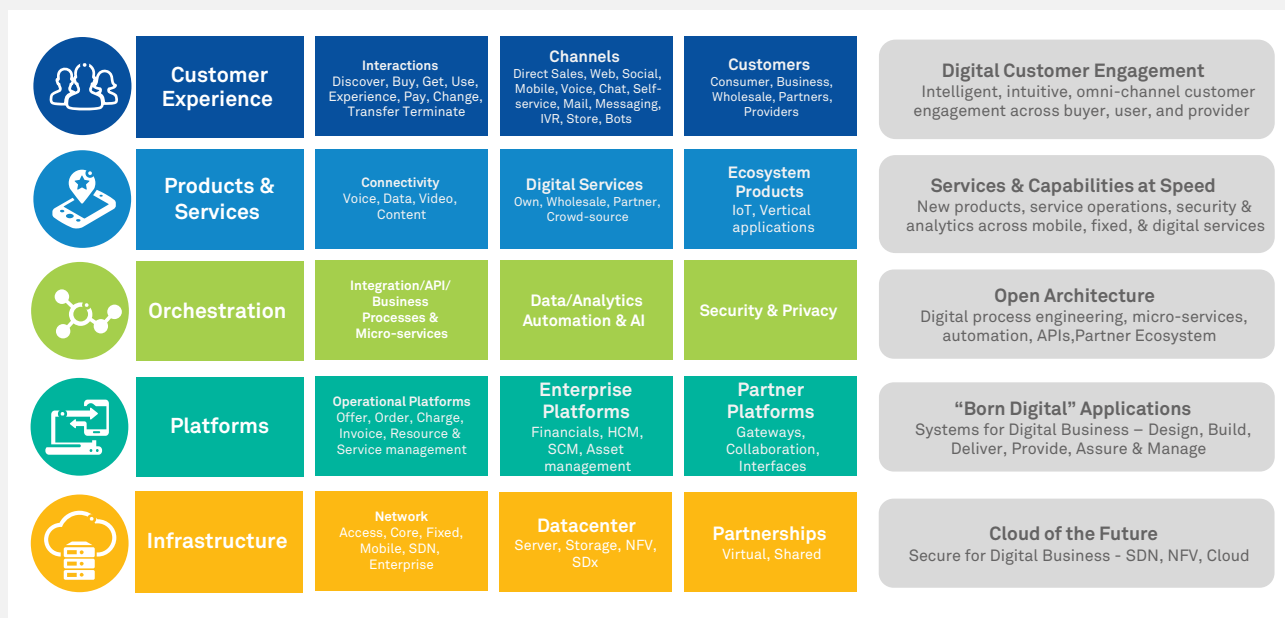 Customer
Experience
Interactions
Discover, Buy, Get, Use,
Experience, Pay, Change,
Transfer Terminate
Channels
Direct Sales, Web, Social,
Mobile, Voice, Chat, Self-
service, Mail, Messaging,
IVR, Store, Bots
Customers
Consumer, Business,
Wholesale, Partners,
Providers
Digital Customer Engagement
Intelligent, intuitive, omni-channel customer
engagement across buyer, user, and provider
Products &
Services
Connectivity
Voice, Data, Video,
Content
Digital Services
Own, Wholesale, Partner,
Crowd-source
Ecosystem
Products
IoT, Vertical
applications
Services & Capabilities at Speed
New products, service operations, security &
analytics across mobile, fixed, & digital services
Orchestration
Integration/API/
Business
Processes &
Micro-services
Data/Analytics
Automation & AI
Security & Privacy
Open Architecture
Digital process engineering, micro-services,
automation, APIs,Partner Ecosystem
Platforms
Operational Platforms
Offer, Order, Charge,
Invoice, Resource &
Service management
Enterprise
Platforms
Financials, HCM,
SCM, Asset
management
Partner
Platforms
Gateways,
Collaboration,
Interfaces
“Born Digital” Applications
Systems for Digital Business – Design, Build,
Deliver, Provide, Assure & Manage
Infrastructure
Network
Access, Core, Fixed,
Mobile, SDN,
Enterprise
Datacenter
Server, Storage, NFV,
SDx
Partnerships
Virtual, Shared
Cloud of the Future
Secure for Digital Business - SDN, NFV, Cloud